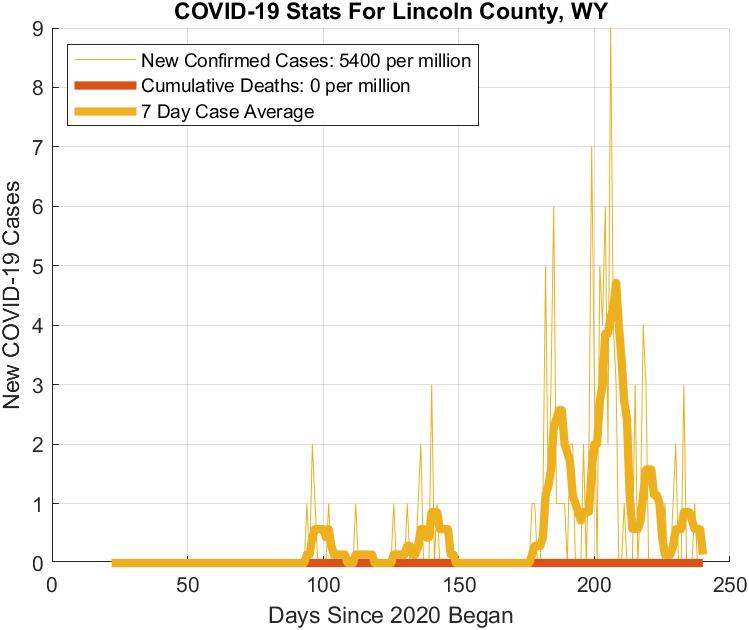 COVID-19 Stats For Lincoln County, WY
New Confirmed Cases: 5400 per million
Cumulative Deaths: 0 per million
7 Day Case Average
New COVID-19 Cases
9
8
7
6
5
4
3
2
1
0
0 50 100 150 200 250
Days Since 2020 Began